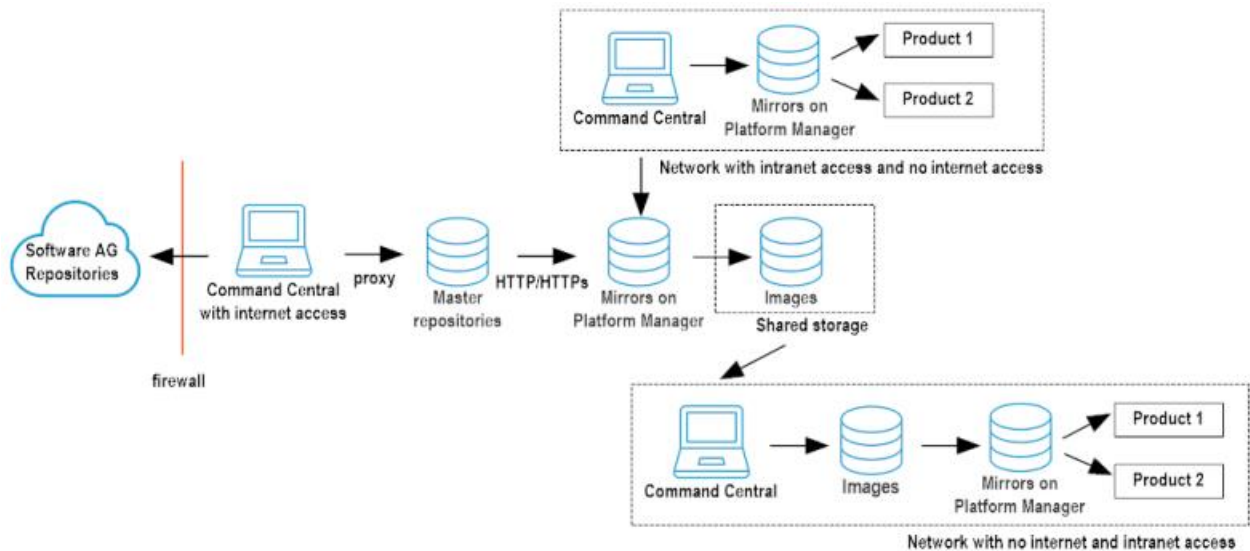 Product 1
Product 2
Command Central
Mirrors on
Platform Manager
Network with intranet access and no internet access
Software AG
Repositories
firewall
Command Central
with internet access
proxy
Master
repositories
HTTP/HTTPs
Mirrors on
Platform Manager
Images
Shared storage
Command Central
Images
Mirrors on
Platform Manager
Product 1
Product 2
Network with no internet and intranet access